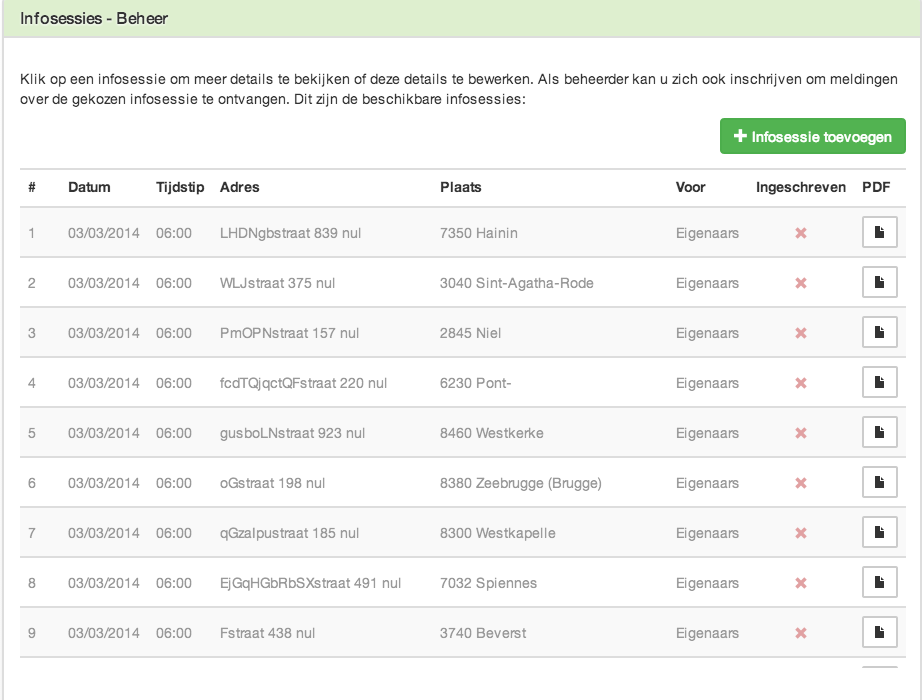 Infosessies - Beheer
Klik op een infosessie om meer details te bekijken of deze details te bewerken. Als beheerder kan u zich ook inschrijven om meldingen
over de gekozen infosessie te ontvangen. Dit zijn de beschikbare infosessies:
Infosessie toevoegen
# Datum Tijdstip Adres Plaats Voor Ingeschreven PDF
1 03/03/2014 06:00 LHDNgbstraat 839 nul 7350 Hainin Eigenaars
2 03/03/2014 06:00 WLJstraat 375 nul 3040 Sint-Agatha-Rode Eigenaars
3 03/03/2014 06:00 PmOPNstraat 157 nul 2845 Niel Eigenaars
4 03/03/2014 06:00 fcdTQjqctQFstraat 220 nul 6230 Pont- Eigenaars
5 03/03/2014 06:00 gusboLNstraat 923 nul 8460 Westkerke Eigenaars
6 03/03/2014 06:00 oGstraat 198 nul 8380 Zeebrugge (Brugge) Eigenaars
7 03/03/2014 06:00 qGzaIpustraat 185 nul 8300 Westkapelle Eigenaars
8 03/03/2014 06:00 EjGqHGbRbSXstraat 491 nul 7032 Spiennes Eigenaars
9 03/03/2014 06:00 Fstraat 438 nul 3740 Beverst Eigenaars